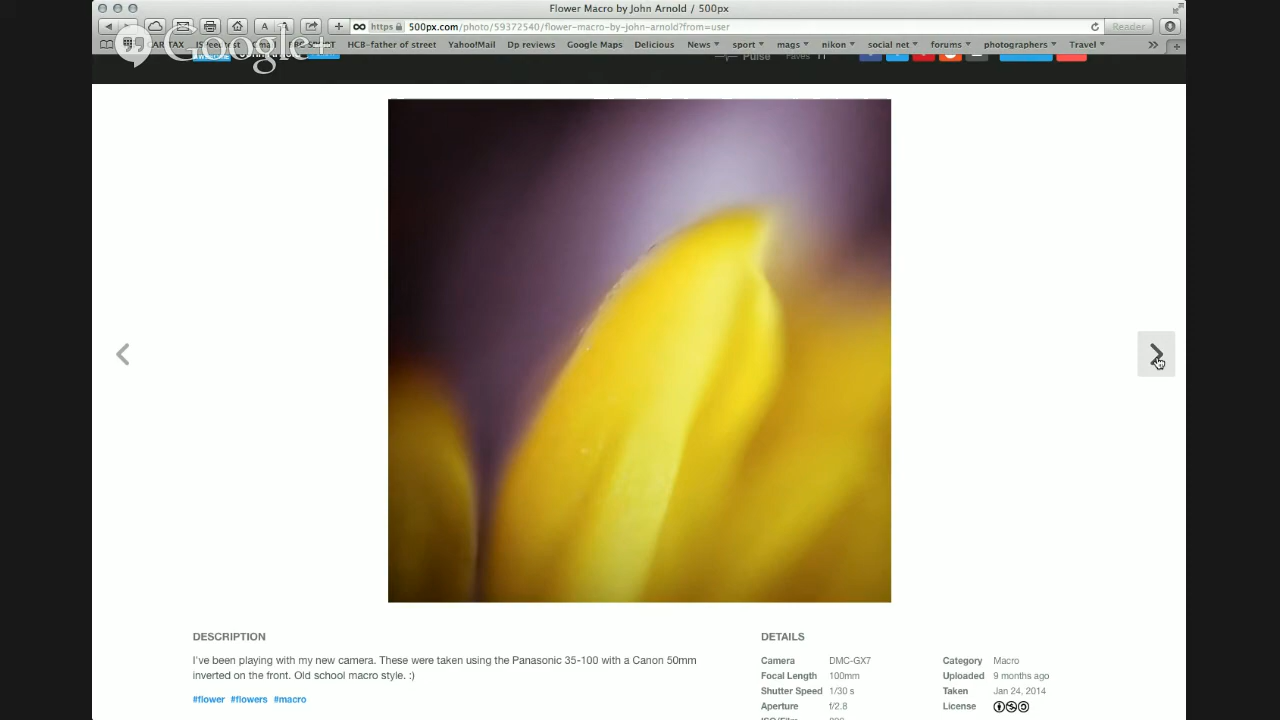 Flower Macro by John Arnold / 500px
https 500px.com/photo/59372540/flower-macro-by-john-arnold?from=user Reader
HCB-father of street Yahoo!Mail Dp reviews Google Maps Delicious News sport mags nikon social net forums photographers Travel
Google+
Pulse Faves 11
DESCRIPTION
I've been playing with my new camera. These were taken using the Panasonic 35-100 with a Canon 50mm
inverted on the front. Old school macro style. :)
#flower #flowers #macro
DETAILS
Camera DMC-GX7 Category Macro
Focal Length 100mm Uploaded 9 months ago
Shutter Speed 1/30 s Taken Jan 24, 2014
Aperture f/2.8 License